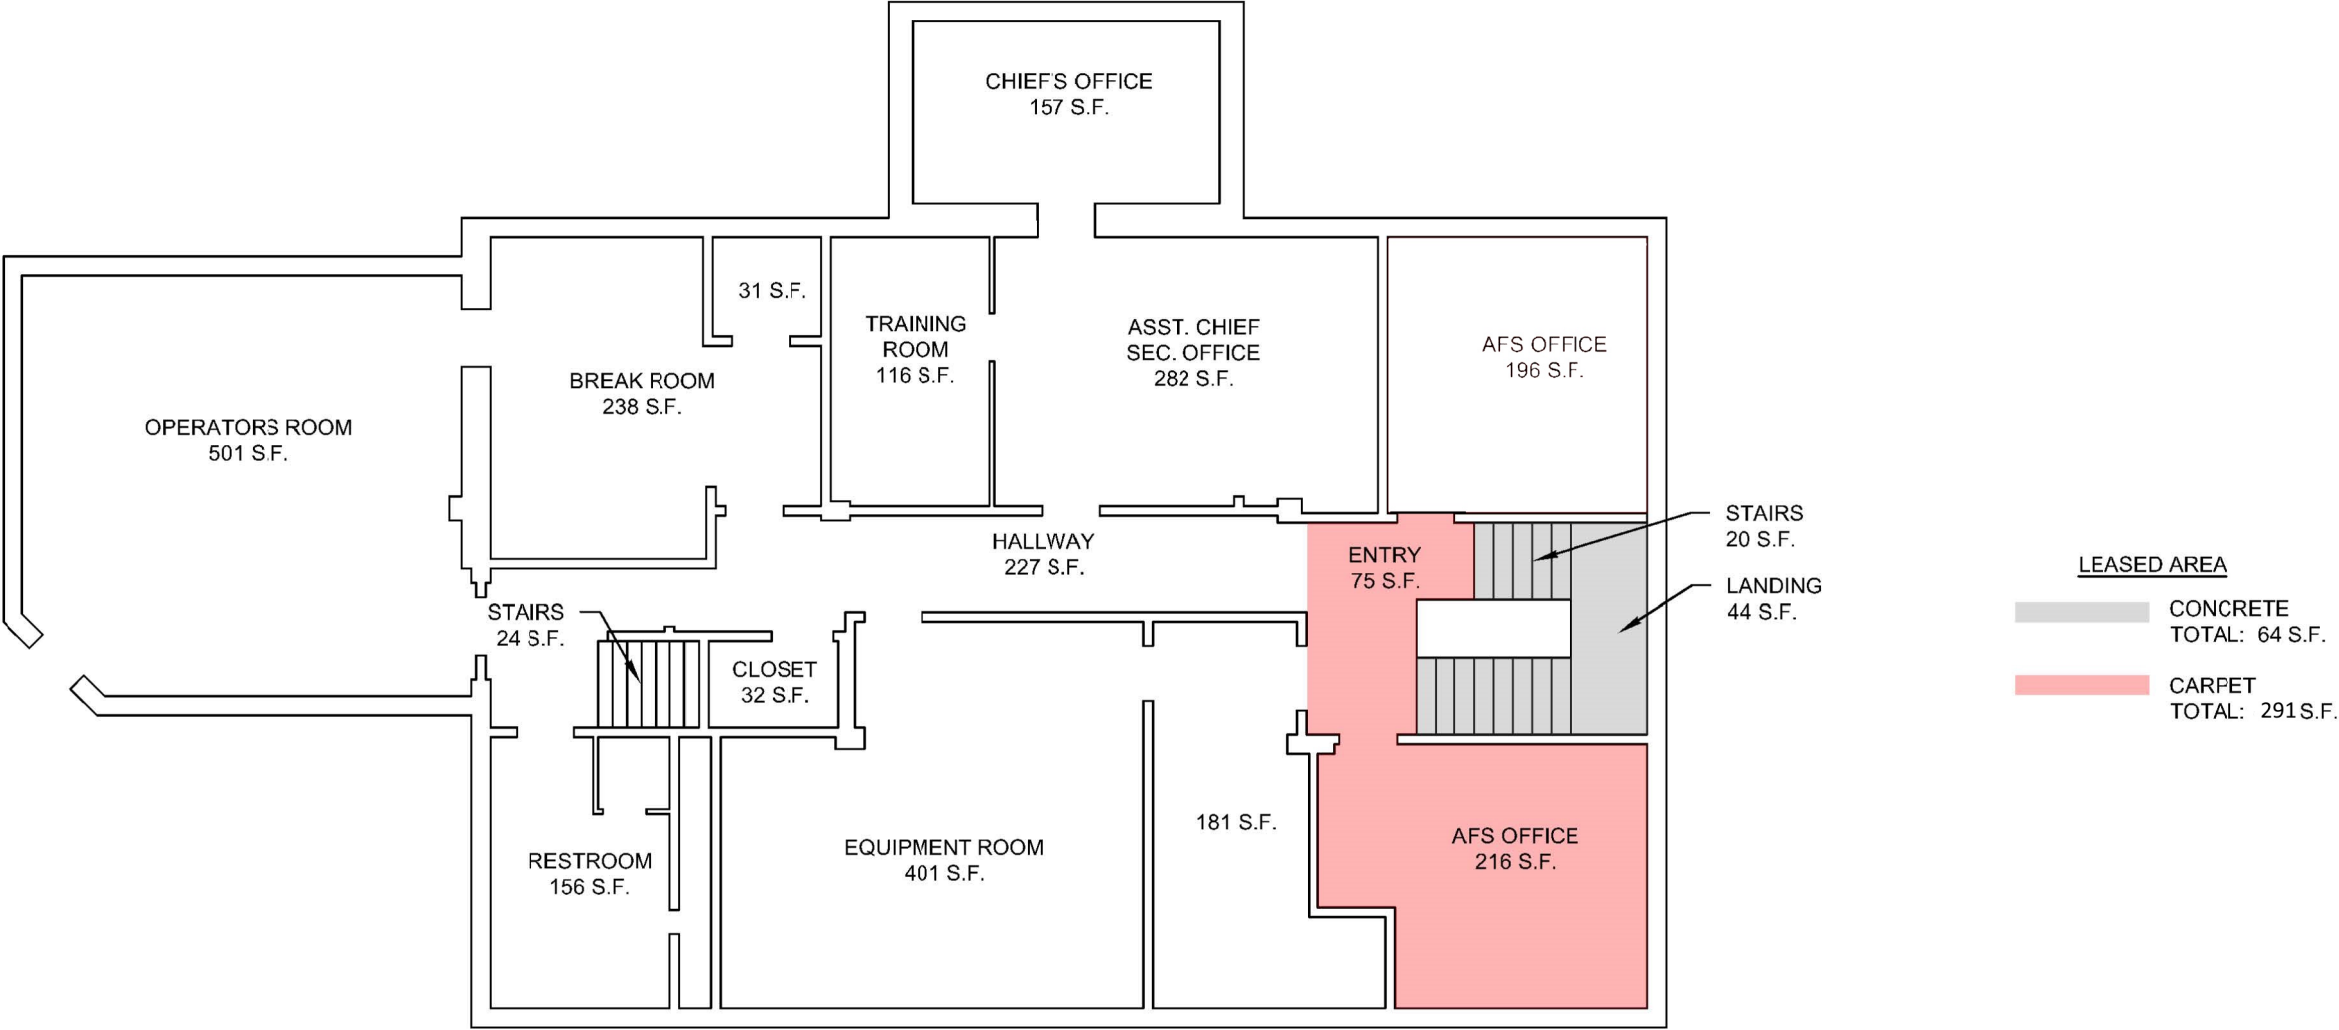 CHIEF'S OFFICE
157 S.F.
31 S.F.
TRAINING
ROOM
116 S.F.
ASST. CHIEF
SEC. OFFICE
282 S.F.
AFS OFFICE
196 S.F.
BREAK ROOM
238 S.F.
OPERATORS ROOM
501 S.F.
STAIRS
20 S.F.
HALLWAY
227 S.F.
ENTRY
75 S.F.
LANDING
44 S.F.
STAIRS
24 S.F.
CLOSET
32 S.F.
181 S.F.
AFS OFFICE
216 S.F.
EQUIPMENT ROOM
401 S.F.
RESTROOM
156 S.F.
LEASED AREA
CONCRETE
TOTAL: 64 S.F.
CARPET
TOTAL: 291 S.F.